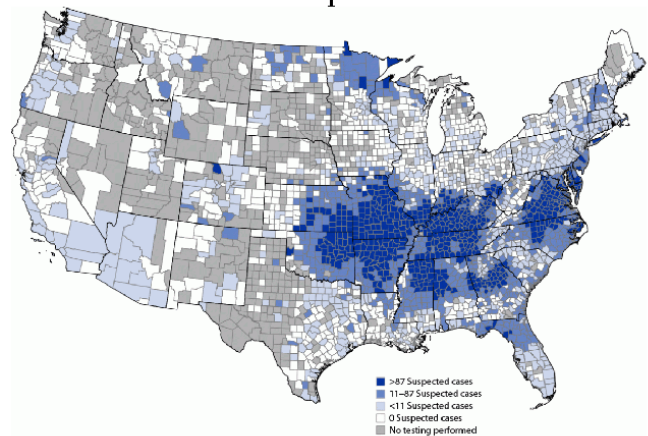 >87 Suspected cases
11–87 Suspected cases
<11 Suspected cases
0 Suspected cases
No testing performed